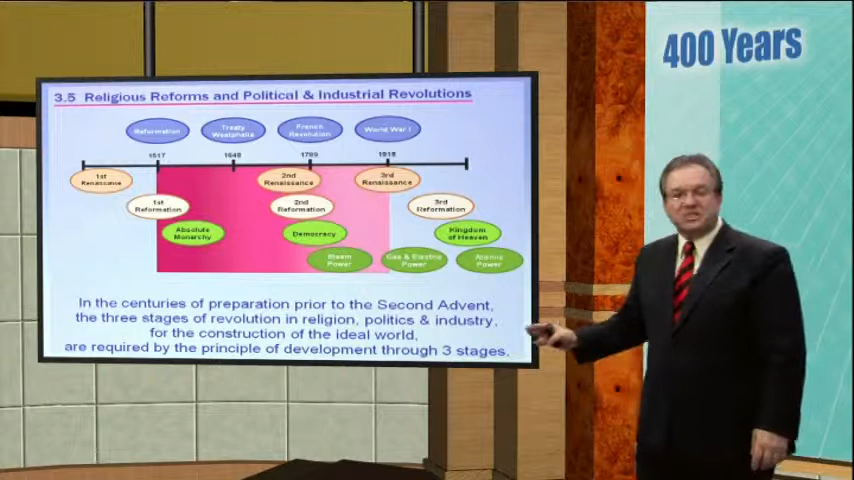 400 Years
3.5 Religious Reforms and Political & Industrial Revolutions
Reformation
Treaty
Westphalia
French
Revolution
World War I
1517
1648
1789
1918
1st
Renaissance
2nd
Renaissance
3rd
Renaissance
1st
Reformation
2nd
Reformation
3rd
Reformation
Absolute
Monarchy
Democracy
Kingdom
of Heaven
Steam
Power
Gas & Electric
Power
Atomic
Power
In the centuries of preparation prior to the Second Advent,
the three stages of revolution in religion, politics & industry,
for the construction of the ideal world,
are required by the principle of development through 3 stages.